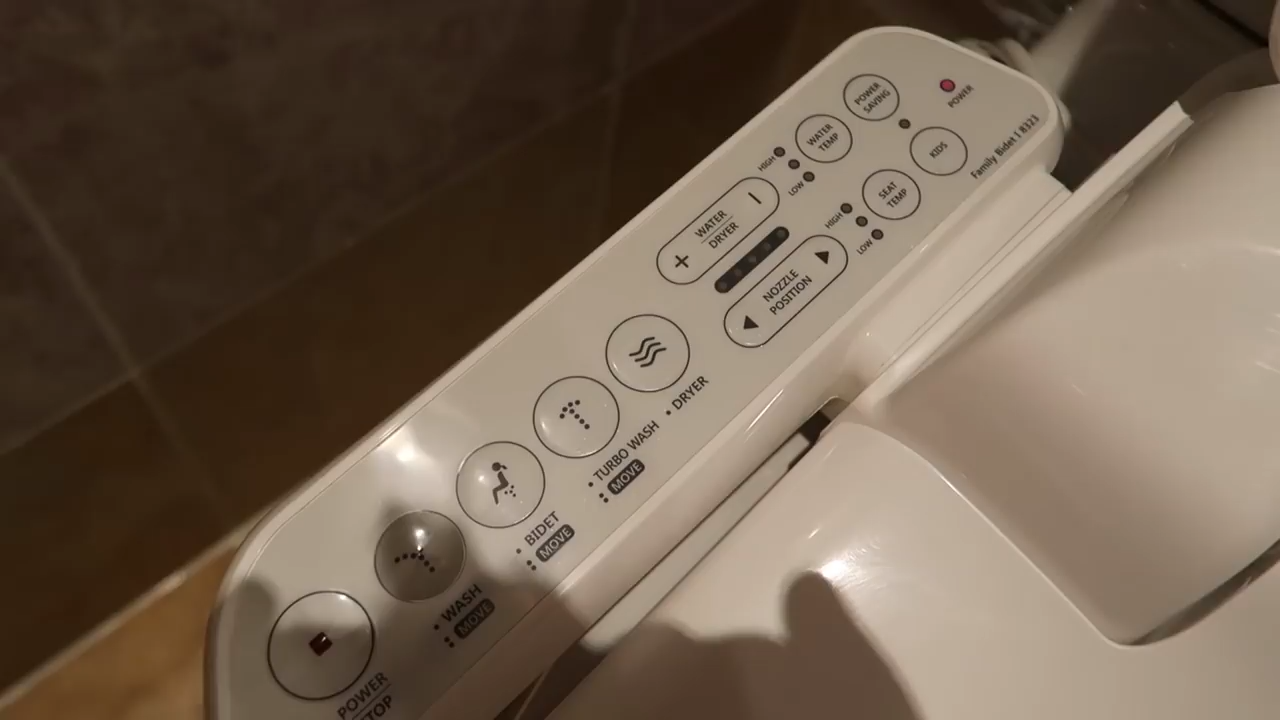 POWER
POWER
SAVING
WATER
TEMP
HIGH
LOW
KIDS
SEAT
TEMP
HIGH
LOW
Family Bidet i 8323
WATER
DRYER
+ -
NOZZLE
POSITION
DRYER
TURBO WASH
MOVE
BIDET
MOVE
WASH
MOVE
POWER
STOP